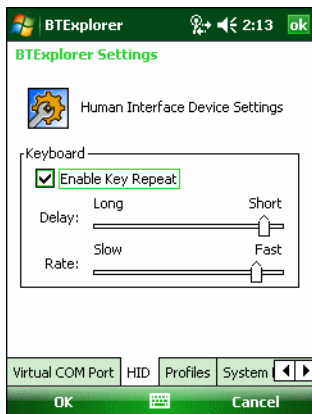 BTExplorer 2:13 ok
BTExplorer Settings
Human Interface Device Settings
Keyboard
Enable Key Repeat
Long Short
Delay:
Slow Fast
Rate:
Virtual COM Port HID Profiles System
OK Cancel